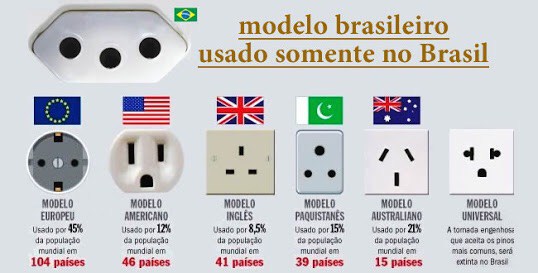 modelo brasileiro
usado somente no Brasil
MODELO
EUROPEU
Usado por 45%
da população
mundial em
104 países
MODELO
AMERICANO
Usado por 12%
da população
mundial em
46 países
MODELO
INGLÊS
Usado por 8,5%
da população
mundial em
41 países
MODELO
PAQUISTANÊS
Usado por 15%
da população
mundial em
39 países
MODELO
AUSTRALIANO
Usado por 21%
da população
mundial em
15 países
MODELO
UNIVERSAL
A tomada engenhosa
que aceita os pinos
mais comuns, será
extinta no Brasil